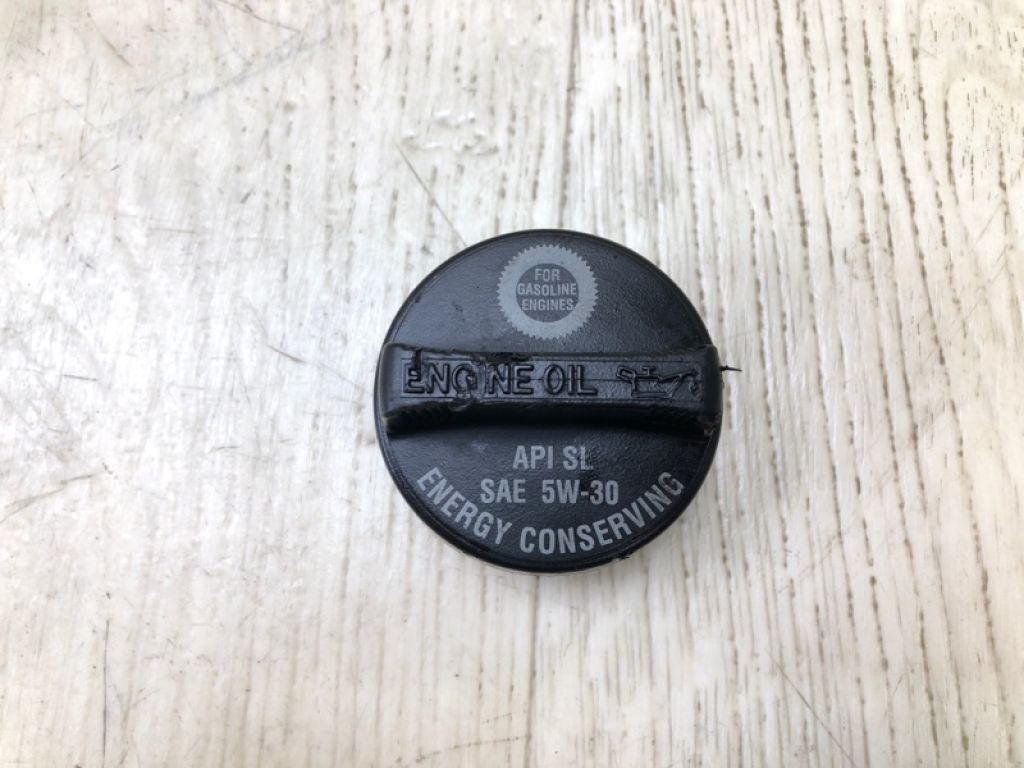 FOR
GASOLINE
ENGINES
ENGINE OIL
API SL
SAE 5W-30
ENERGY CONSERVING